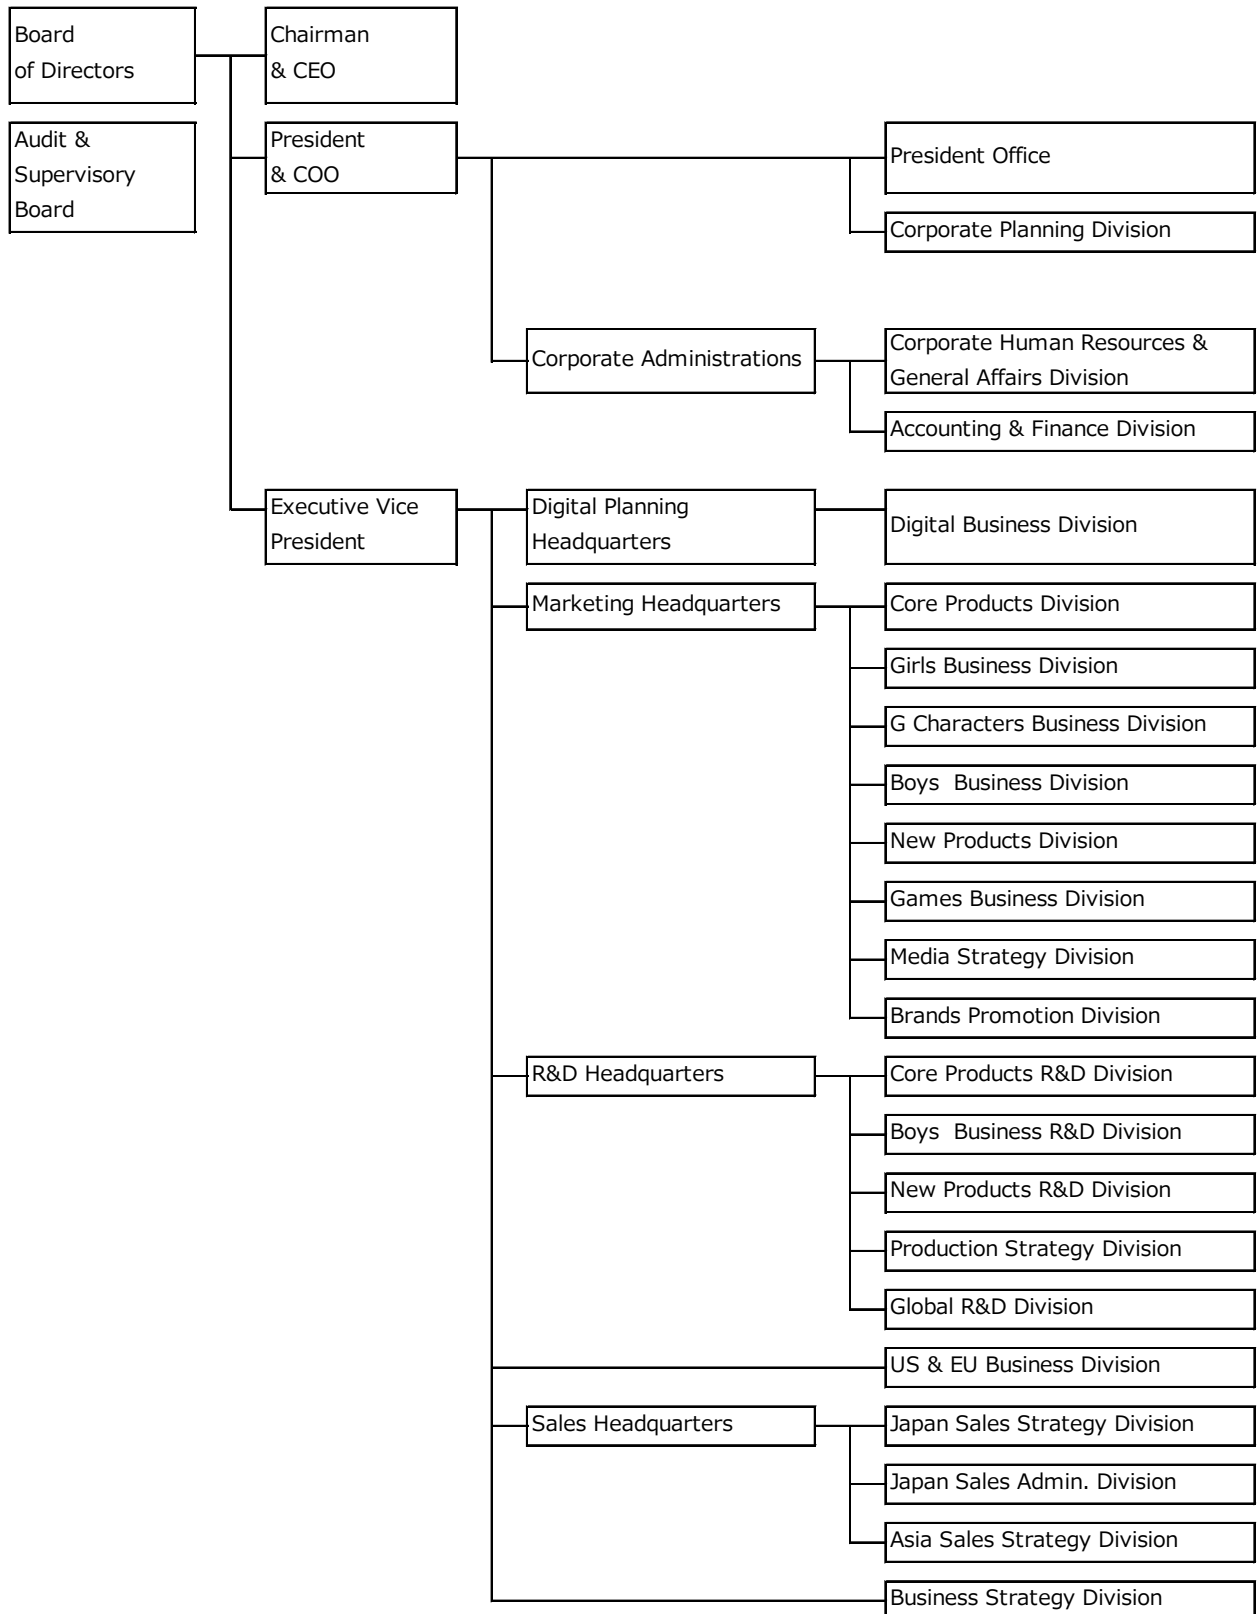 Board
of Directors
Chairman
& CEO
Audit &
Supervisory
Board
President
& COO
President Office
Corporate Planning Division
Corporate Administrations
Corporate Human Resources &
General Affairs Division
Accounting & Finance Division
Executive Vice
President
Digital Planning
Headquarters
Digital Business Division
Marketing Headquarters
Core Products Division
Girls Business Division
G Characters Business Division
Boys  Business Division
New Products Division
Games Business Division
Media Strategy Division
Brands Promotion Division
R&D Headquarters
Core Products R&D Division
Boys  Business R&D Division
New Products R&D Division
Production Strategy Division
Global R&D Division
US & EU Business Division
Sales Headquarters
Japan Sales Strategy Division
Japan Sales Admin. Division
Asia Sales Strategy Division
Business Strategy Division